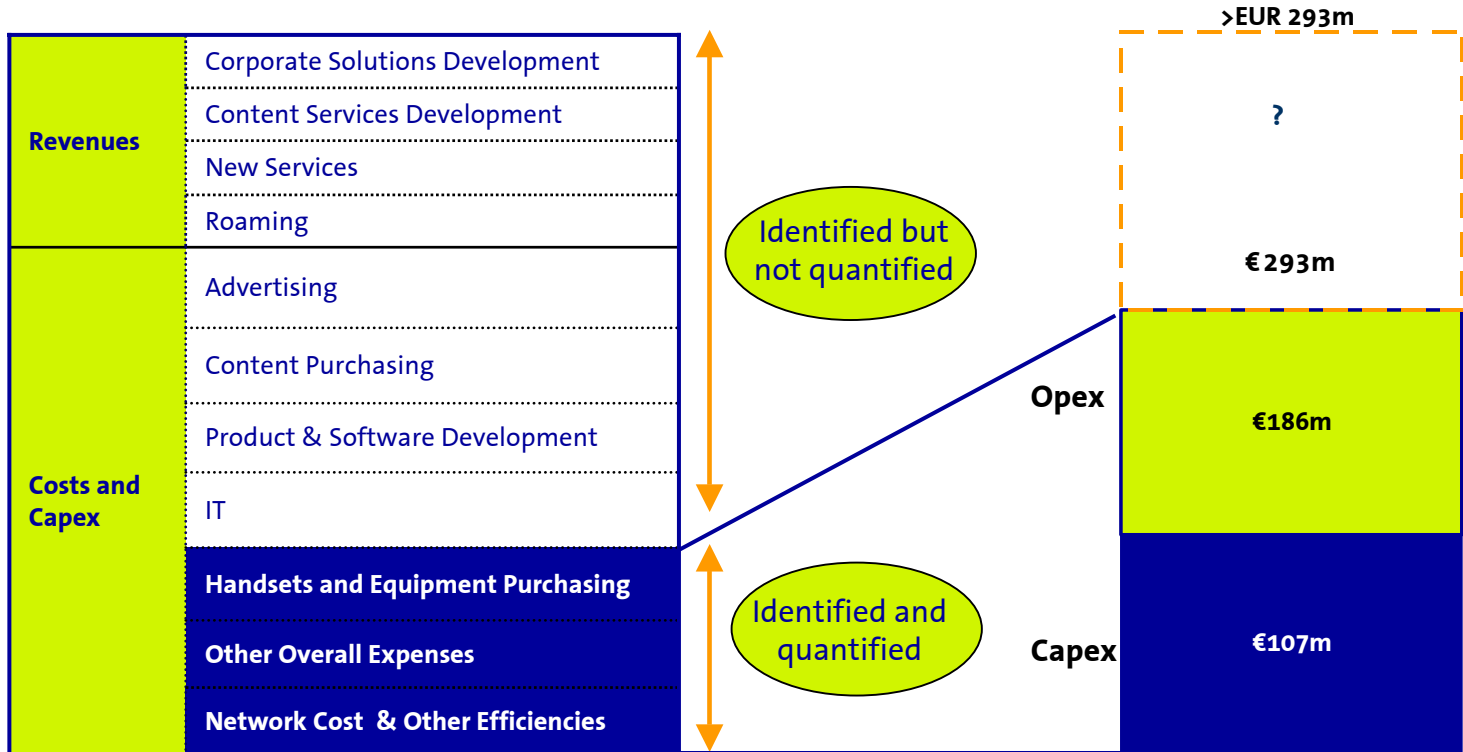 >EUR 293m
Revenues
Corporate Solutions Development
Content Services Development
New Services
Roaming
Costs and
Capex
Advertising
Content Purchasing
Product & Software Development
IT
Handsets and Equipment Purchasing
Other Overall Expenses
Network Cost & Other Efficiencies
Identified but
not quantified
Identified and
quantified
?
€293m
Opex
€186m
Capex
€107m